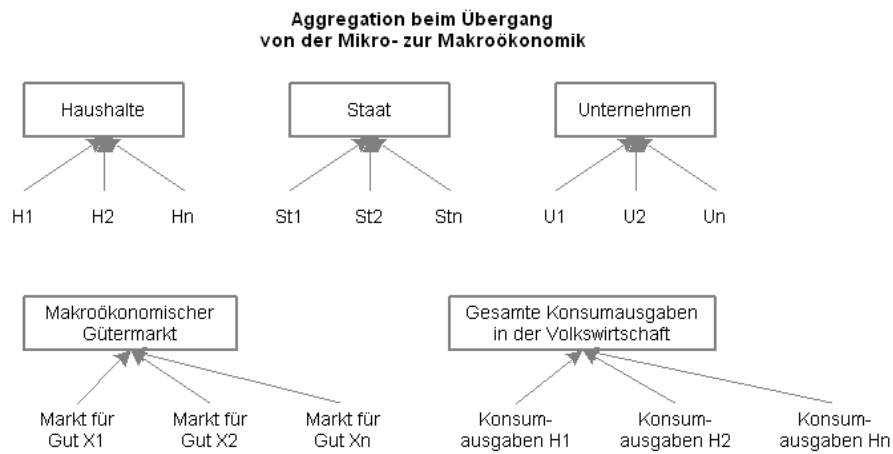 Aggregation beim Übergang
von der Mikro- zur Makroökonomik
Haushalte
Staat
Unternehmen
H1
H2
Hn
St1
St2
Stn
U1
U2
Un
Makroökonomischer
Gütermarkt
Gesamte Konsumausgaben
in der Volkswirtschaft
Markt für
Gut X1
Markt für
Gut X2
Markt für
Gut Xn
Konsum-
ausgaben H1
Konsum-
ausgaben H2
Konsum-
ausgaben Hn